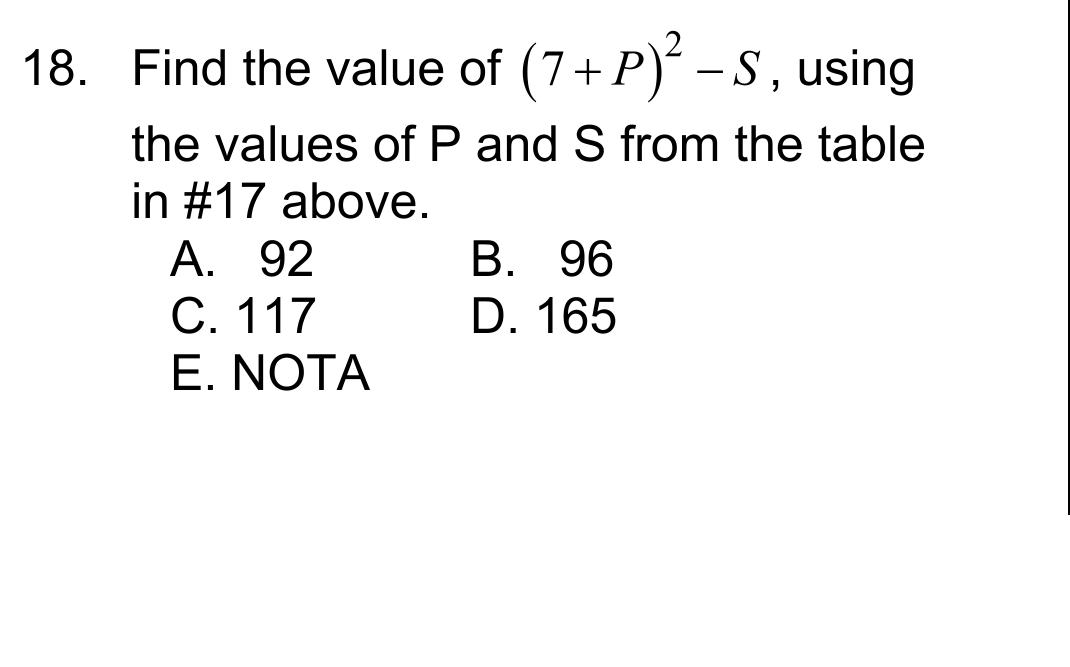 18. Find the value of (7+P)² – S, using
the values of P and S from the table
in #17 above.
A. 92 B. 96
C. 117 D. 165
E. NOTA